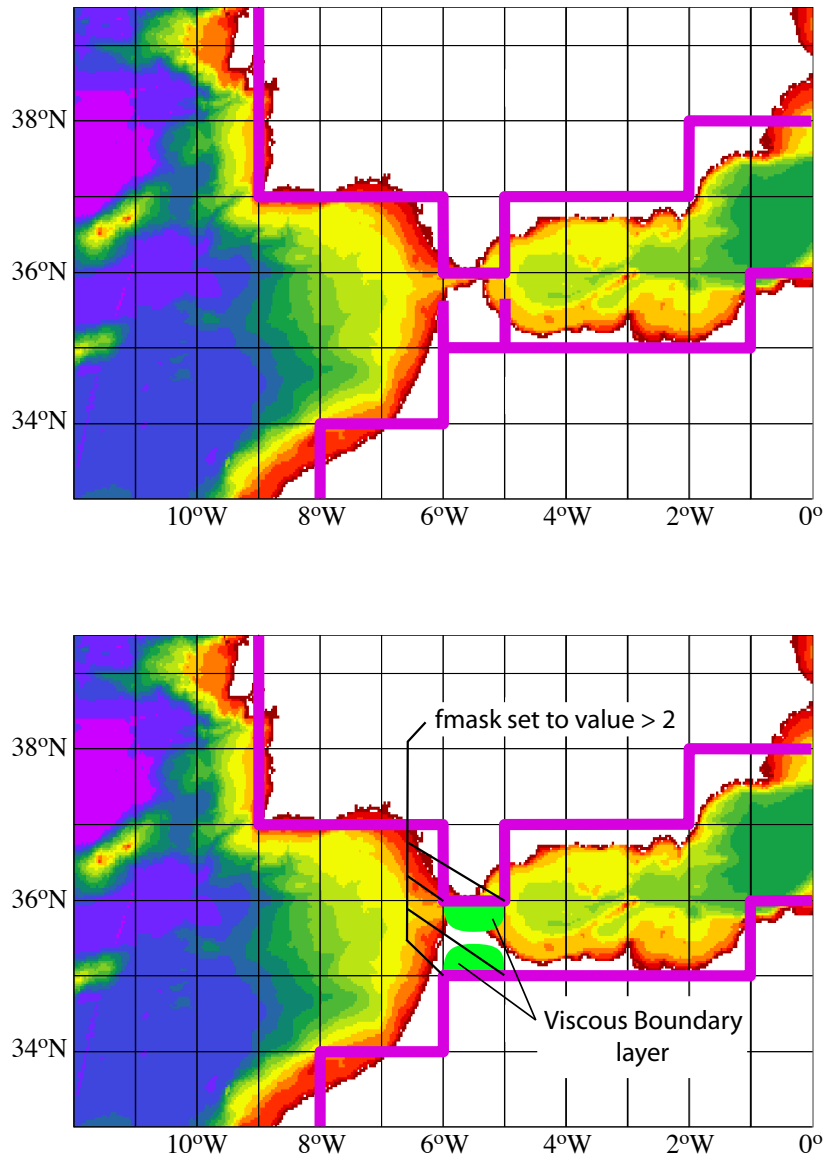 38ºN
36ºN
34ºN
10ºW 8ºW 6ºW 4ºW 2ºW 0º
fmask set to value > 2
38ºN
36ºN
34ºN
Viscous Boundary
layer
10ºW 8ºW 6ºW 4ºW 2ºW 0º